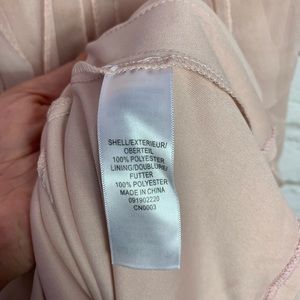 SHELL/EXTERIEUR/
OBERTEIL
100% POLYESTER
LINING/DOUBLURE/
FUTTER
100% POLYESTER
MADE IN CHINA
091902220
CN0003